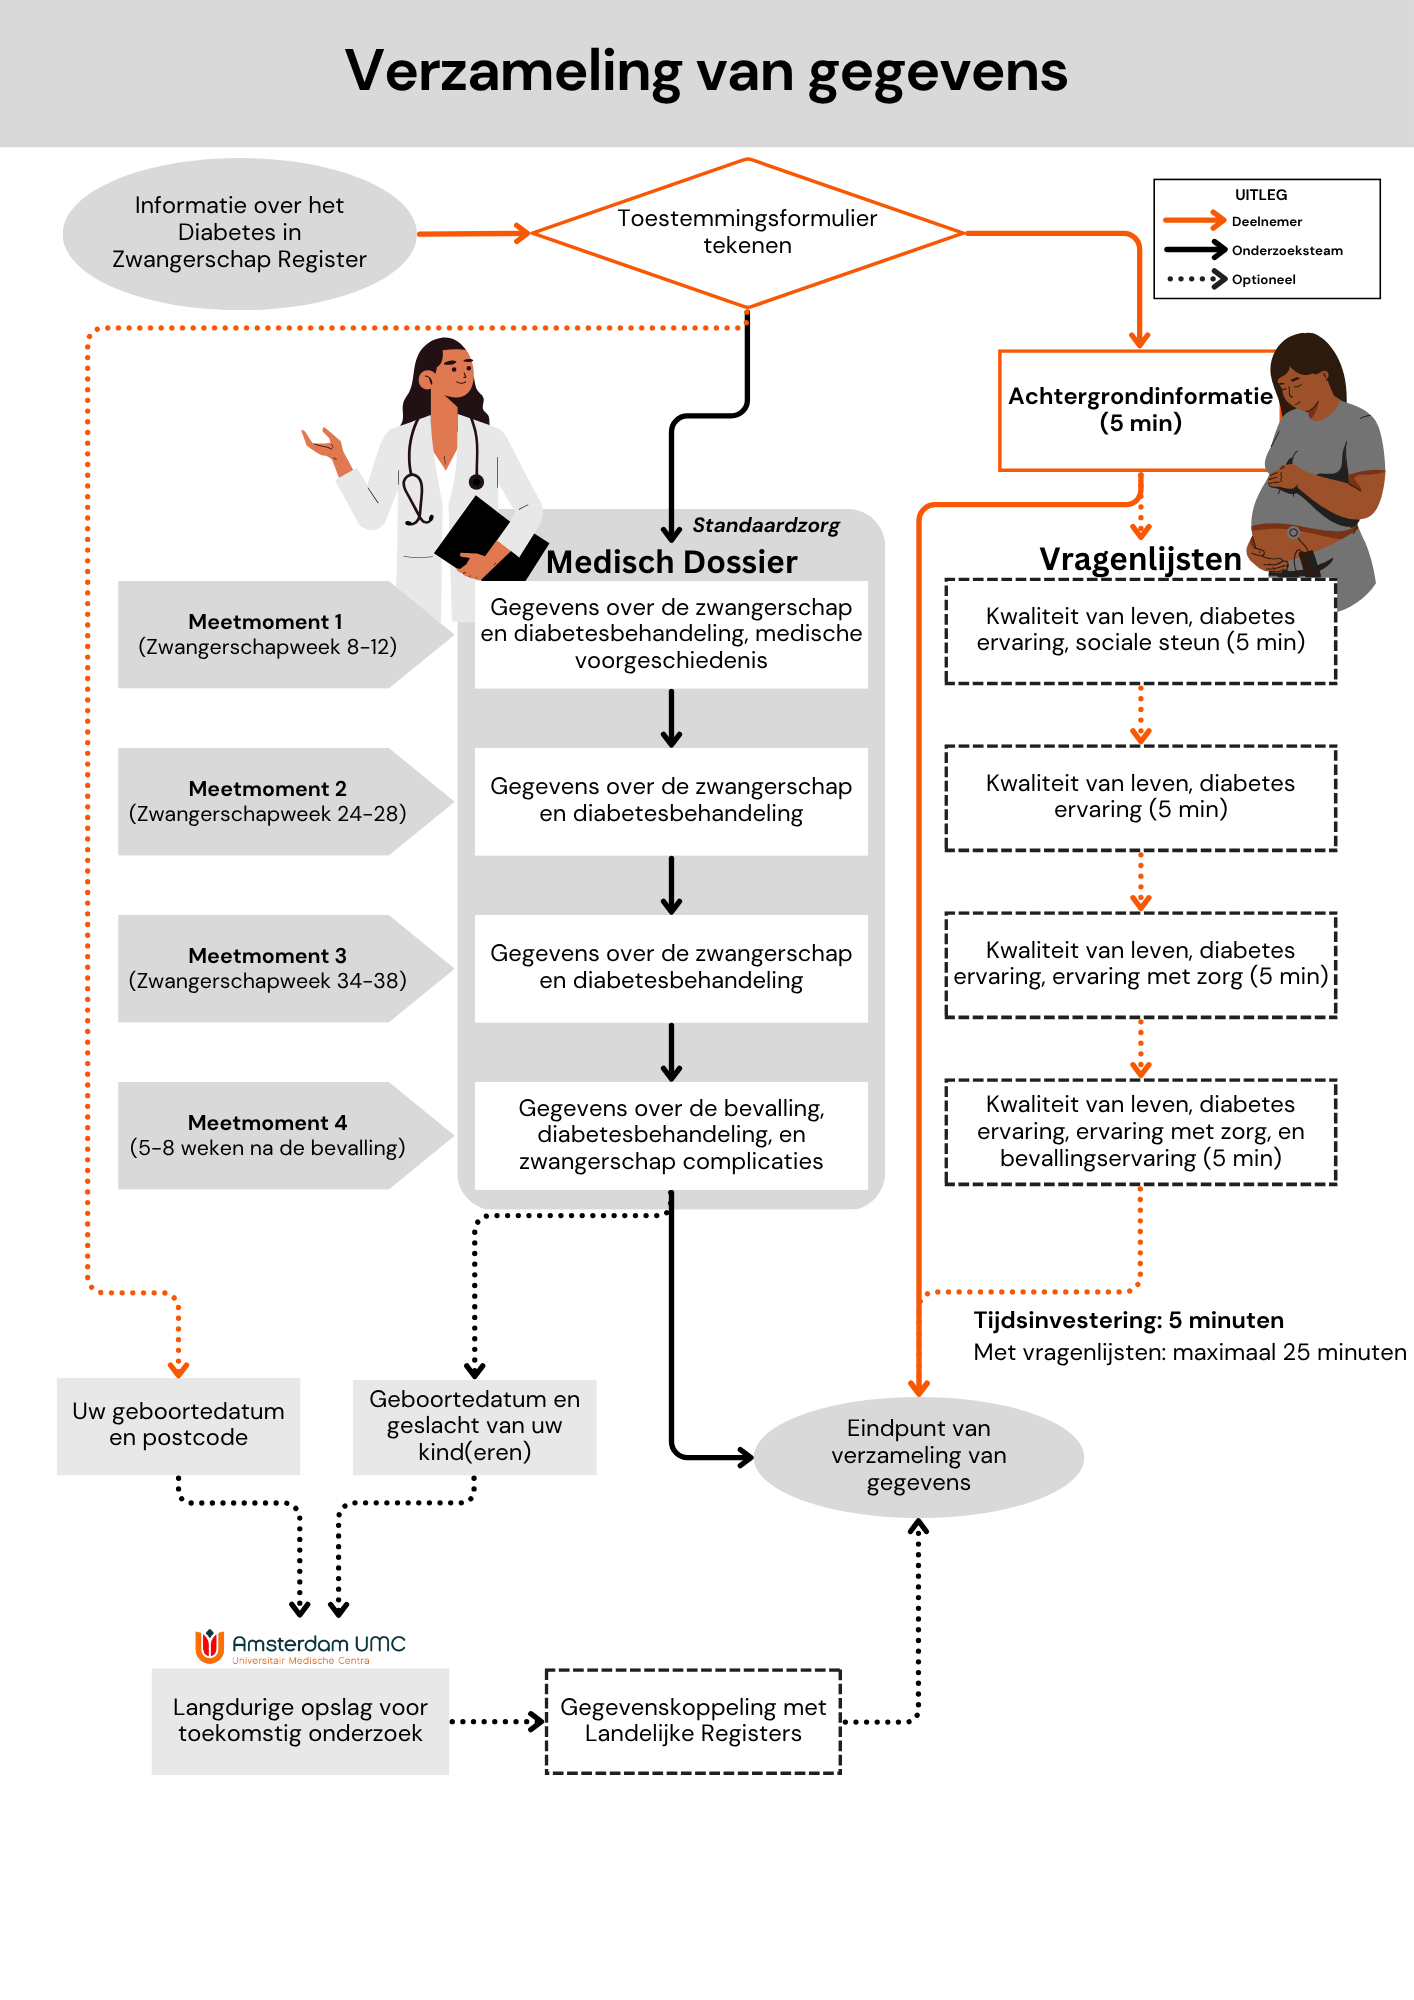 Verzameling van gegevens
Informatie over het
Diabetes in
Zwangerschap Register
Toestemmingsformulier
tekenen
UITLEG
Deelnemer
Onderzoeksteam
Optioneel
Achtergrondinformatie
(5 min)
Standaardzorg
Medisch Dossier
Vragenlijsten
Meetmoment 1
(Zwangerschapweek 8-12)
Gegevens over de zwangerschap
en diabetesbehandeling, medische
voorgeschiedenis
Kwaliteit van leven, diabetes
ervaring, sociale steun (5 min)
Meetmoment 2
(Zwangerschapweek 24-28)
Gegevens over de zwangerschap
en diabetesbehandeling
Kwaliteit van leven, diabetes
ervaring (5 min)
Meetmoment 3
(Zwangerschapweek 34-38)
Gegevens over de zwangerschap
en diabetesbehandeling
Kwaliteit van leven, diabetes
ervaring, ervaring met zorg (5 min)
Meetmoment 4
(5-8 weken na de bevalling)
Gegevens over de bevalling,
diabetesbehandeling, en
zwangerschap complicaties
Kwaliteit van leven, diabetes
ervaring, ervaring met zorg, en
bevallingservaring (5 min)
Tijdsinvestering: 5 minuten
Met vragenlijsten: maximaal 25 minuten
Uw geboortedatum
en postcode
Geboortedatum en
geslacht van uw
kind(eren)
Eindpunt van
verzameling van
gegevens
Amsterdam UMC
Universitair Medische Centra
Langdurige opslag voor
toekomstig onderzoek
Gegevenskoppeling met
Landelijke Registers